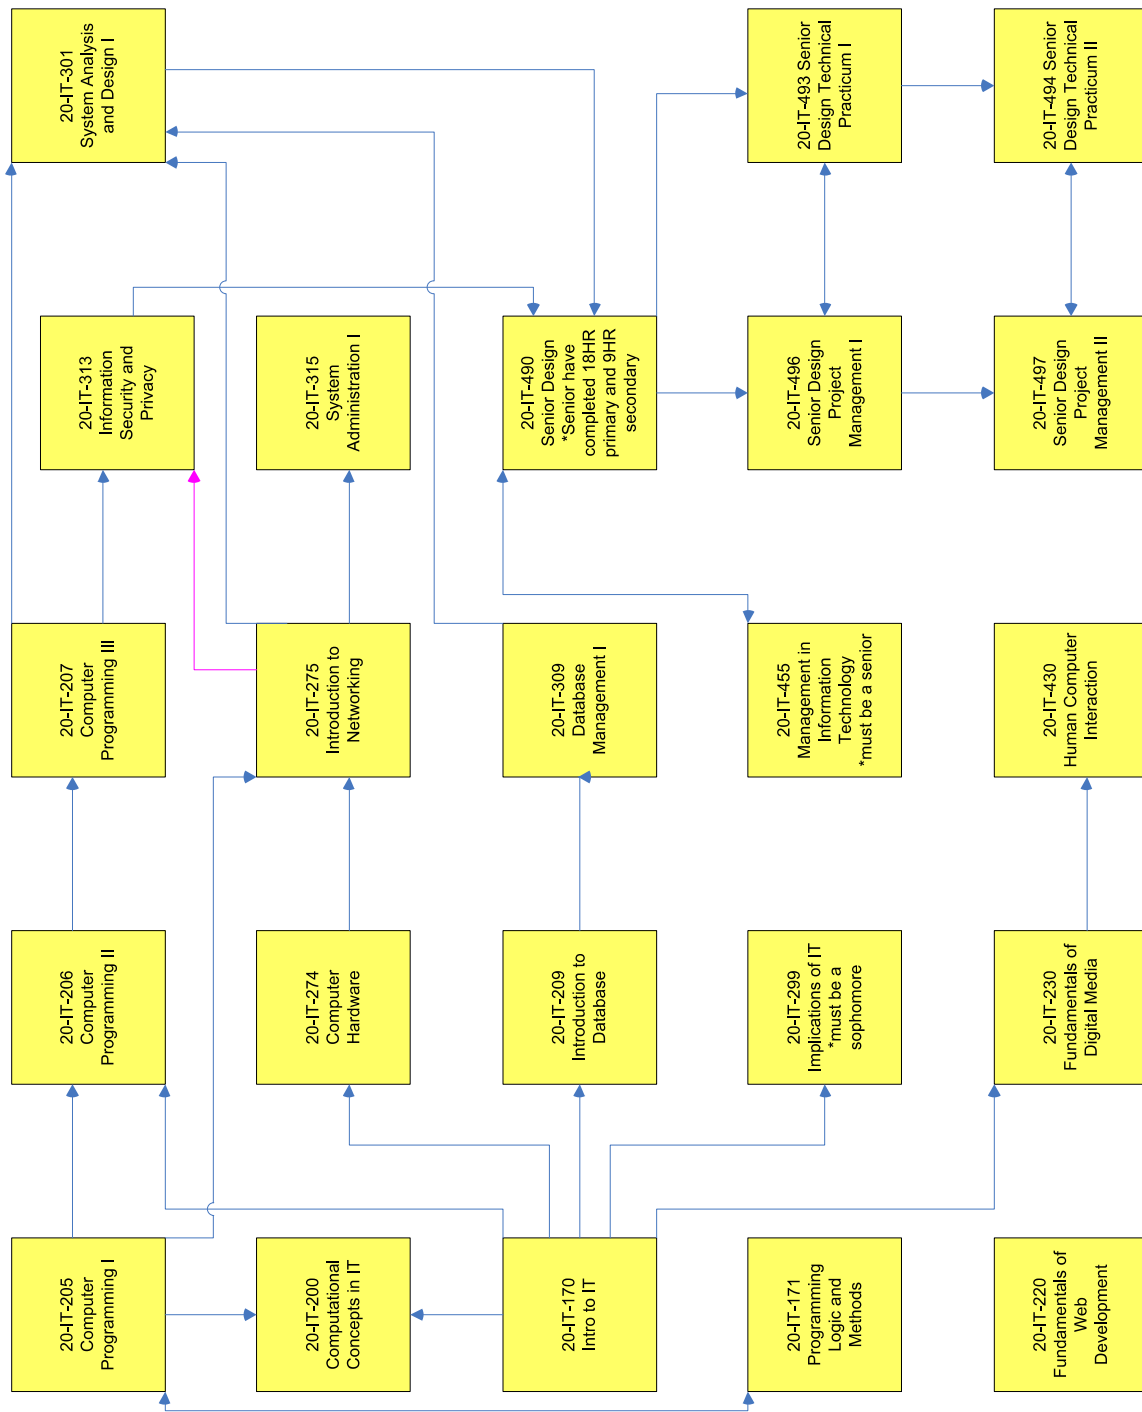 20-IT-205
Computer
Programming I
20-IT-206
Computer
Programming II
20-IT-207
Computer
Programming III
20-IT-313
Information
Security and
Privacy
20-IT-301
System Analysis
and Design I
20-IT-200
Computational
Concepts in IT
20-IT-274
Computer
Hardware
20-IT-275
Introduction to
Networking
20-IT-315
System
Administration I
20-IT-170
Intro to IT
20-IT-209
Introduction to
Database
20-IT-309
Database
Management I
20-IT-490
Senior Design
*Senior have
completed 18HR
primary and 9HR
secondary
20-IT-171
Programming
Logic and
Methods
20-IT-299
Implications of IT
*must be a
sophomore
20-IT-455
Management in
Information
Technology
*must be a senior
20-IT-496
Senior Design
Project
Management I
20-IT-493 Senior
Design Technical
Practicum I
20-IT-220
Fundamentals of
Web
Development
20-IT-230
Fundamentals of
Digital Media
20-IT-430
Human Computer
Interaction
20-IT-497
Senior Design
Project
Management II
20-IT-494 Senior
Design Technical
Practicum II